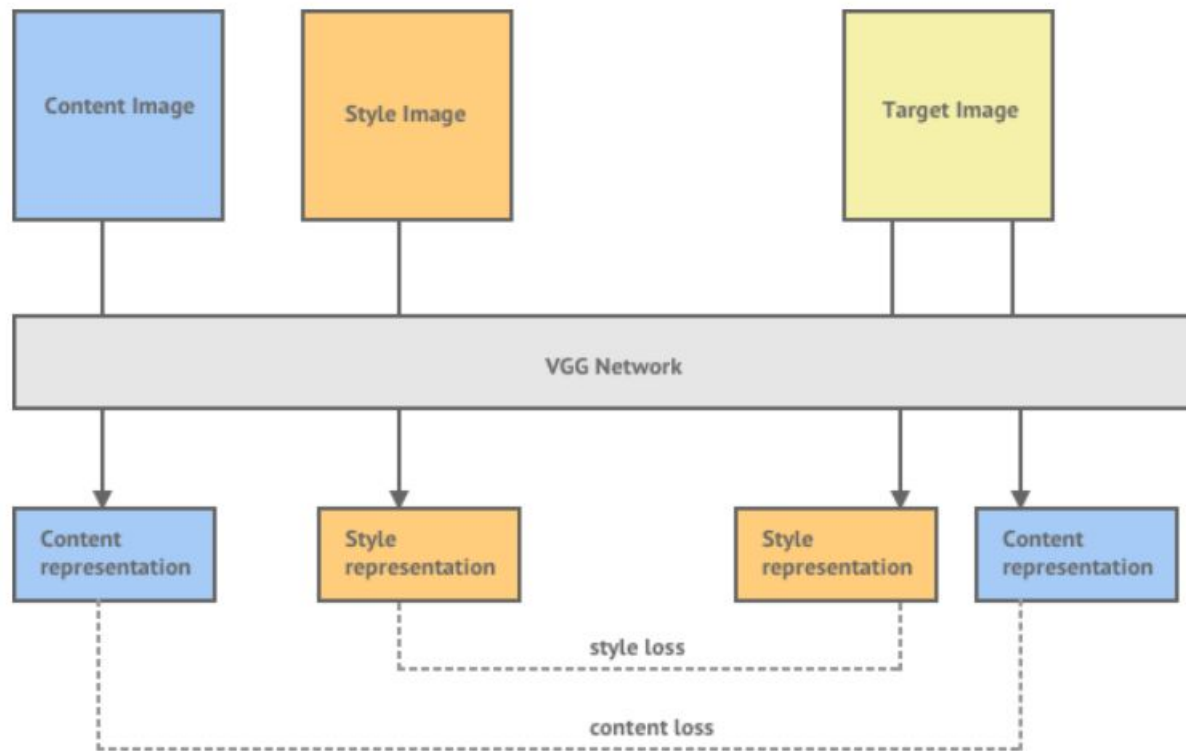 Content Image
Style Image
Target Image
VGG Network
Content
representation
Style
representation
Style
representation
Content
representation
style loss
content loss